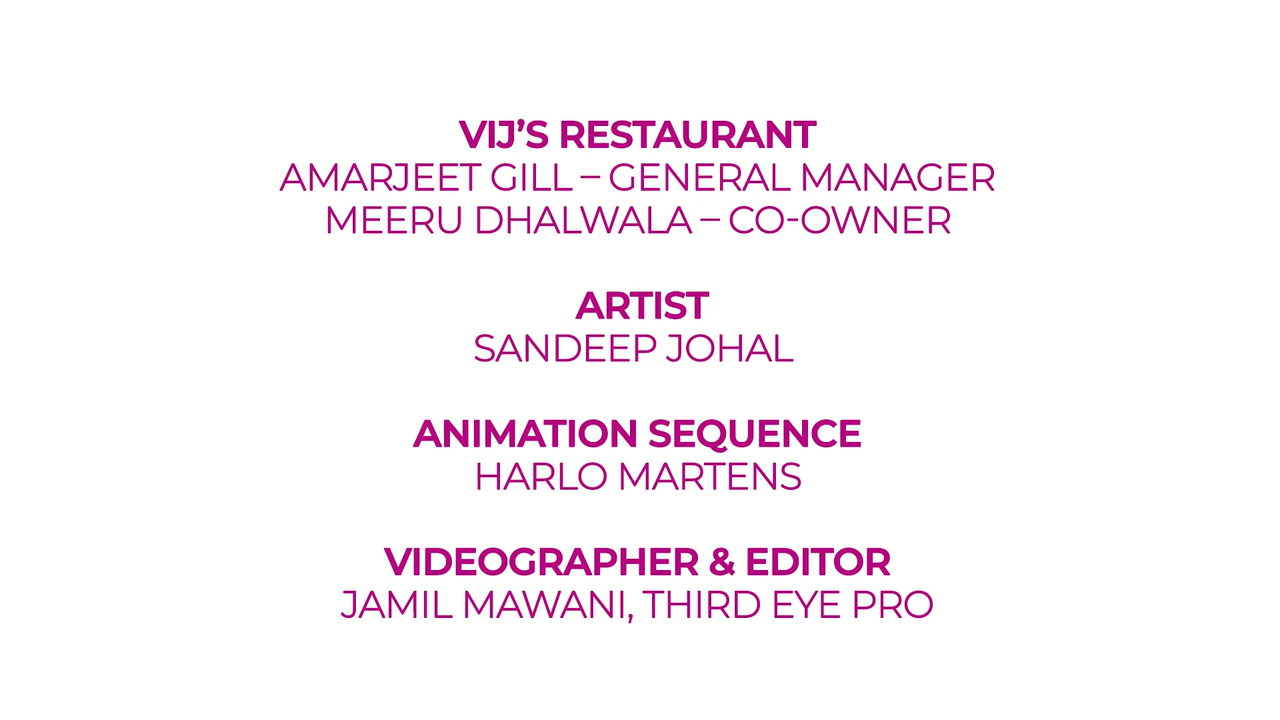 VIJ’S RESTAURANT
AMARJEET GILL – GENERAL MANAGER
MEERU DHALWALA – CO-OWNER
ARTIST
SANDEEP JOHAL
ANIMATION SEQUENCE
HARLO MARTENS
VIDEOGRAPHER & EDITOR
JAMIL MAWANI, THIRD EYE PRO